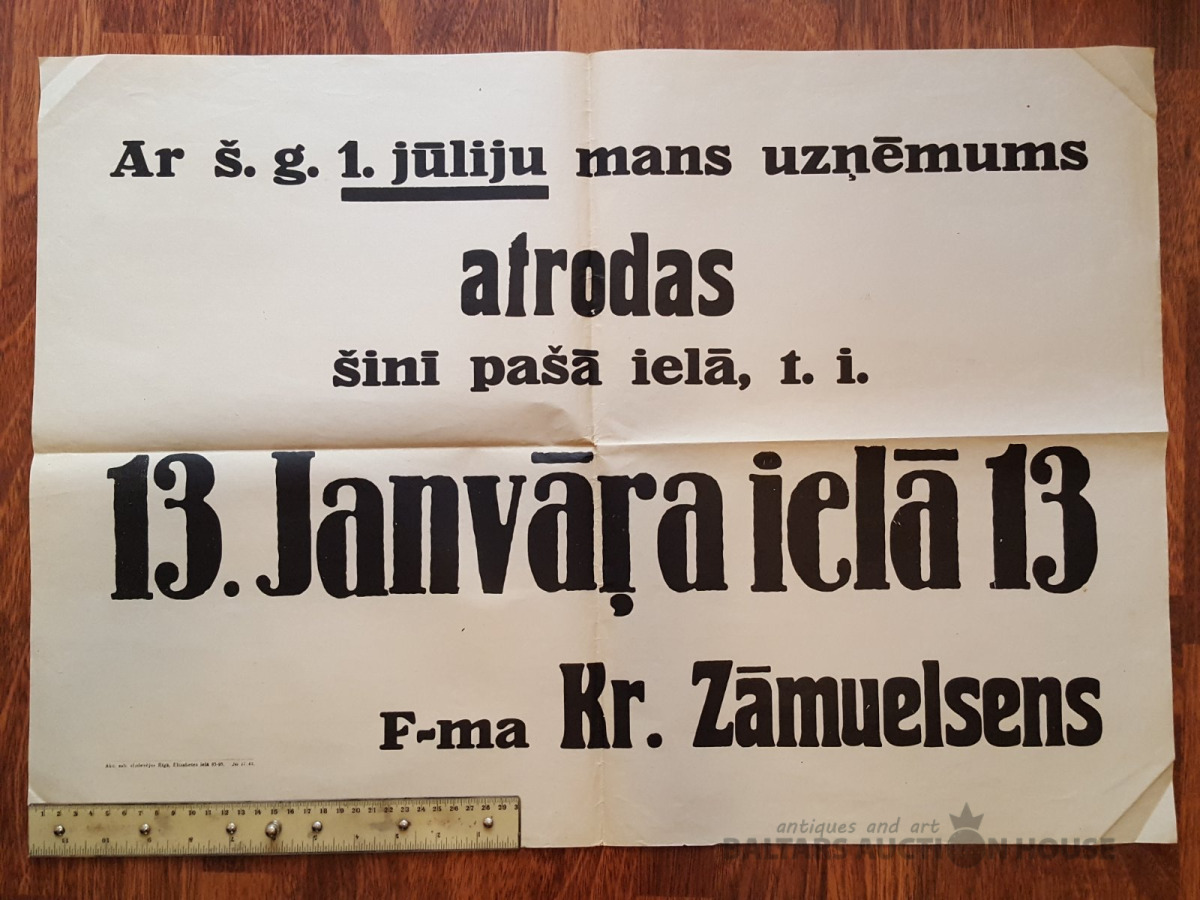 Ar š. g. 1. jūliju mans uzņēmums
atrodas
šinī pašā ielā, t. i.
13. Janvāŗa ielā 13
F-ma Kr. Zāmuelsens
antiques and art
BALTARS AUCTION HOUSE